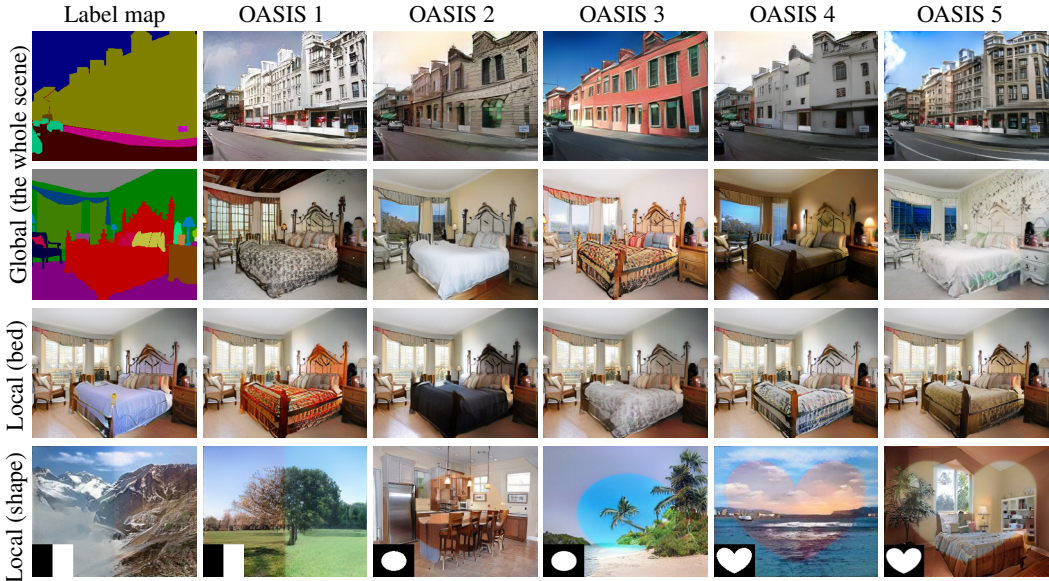 Label map OASIS 1 OASIS 2 OASIS 3 OASIS 4 OASIS 5
Global (the whole scene)
Local (bed)
Local (shape)